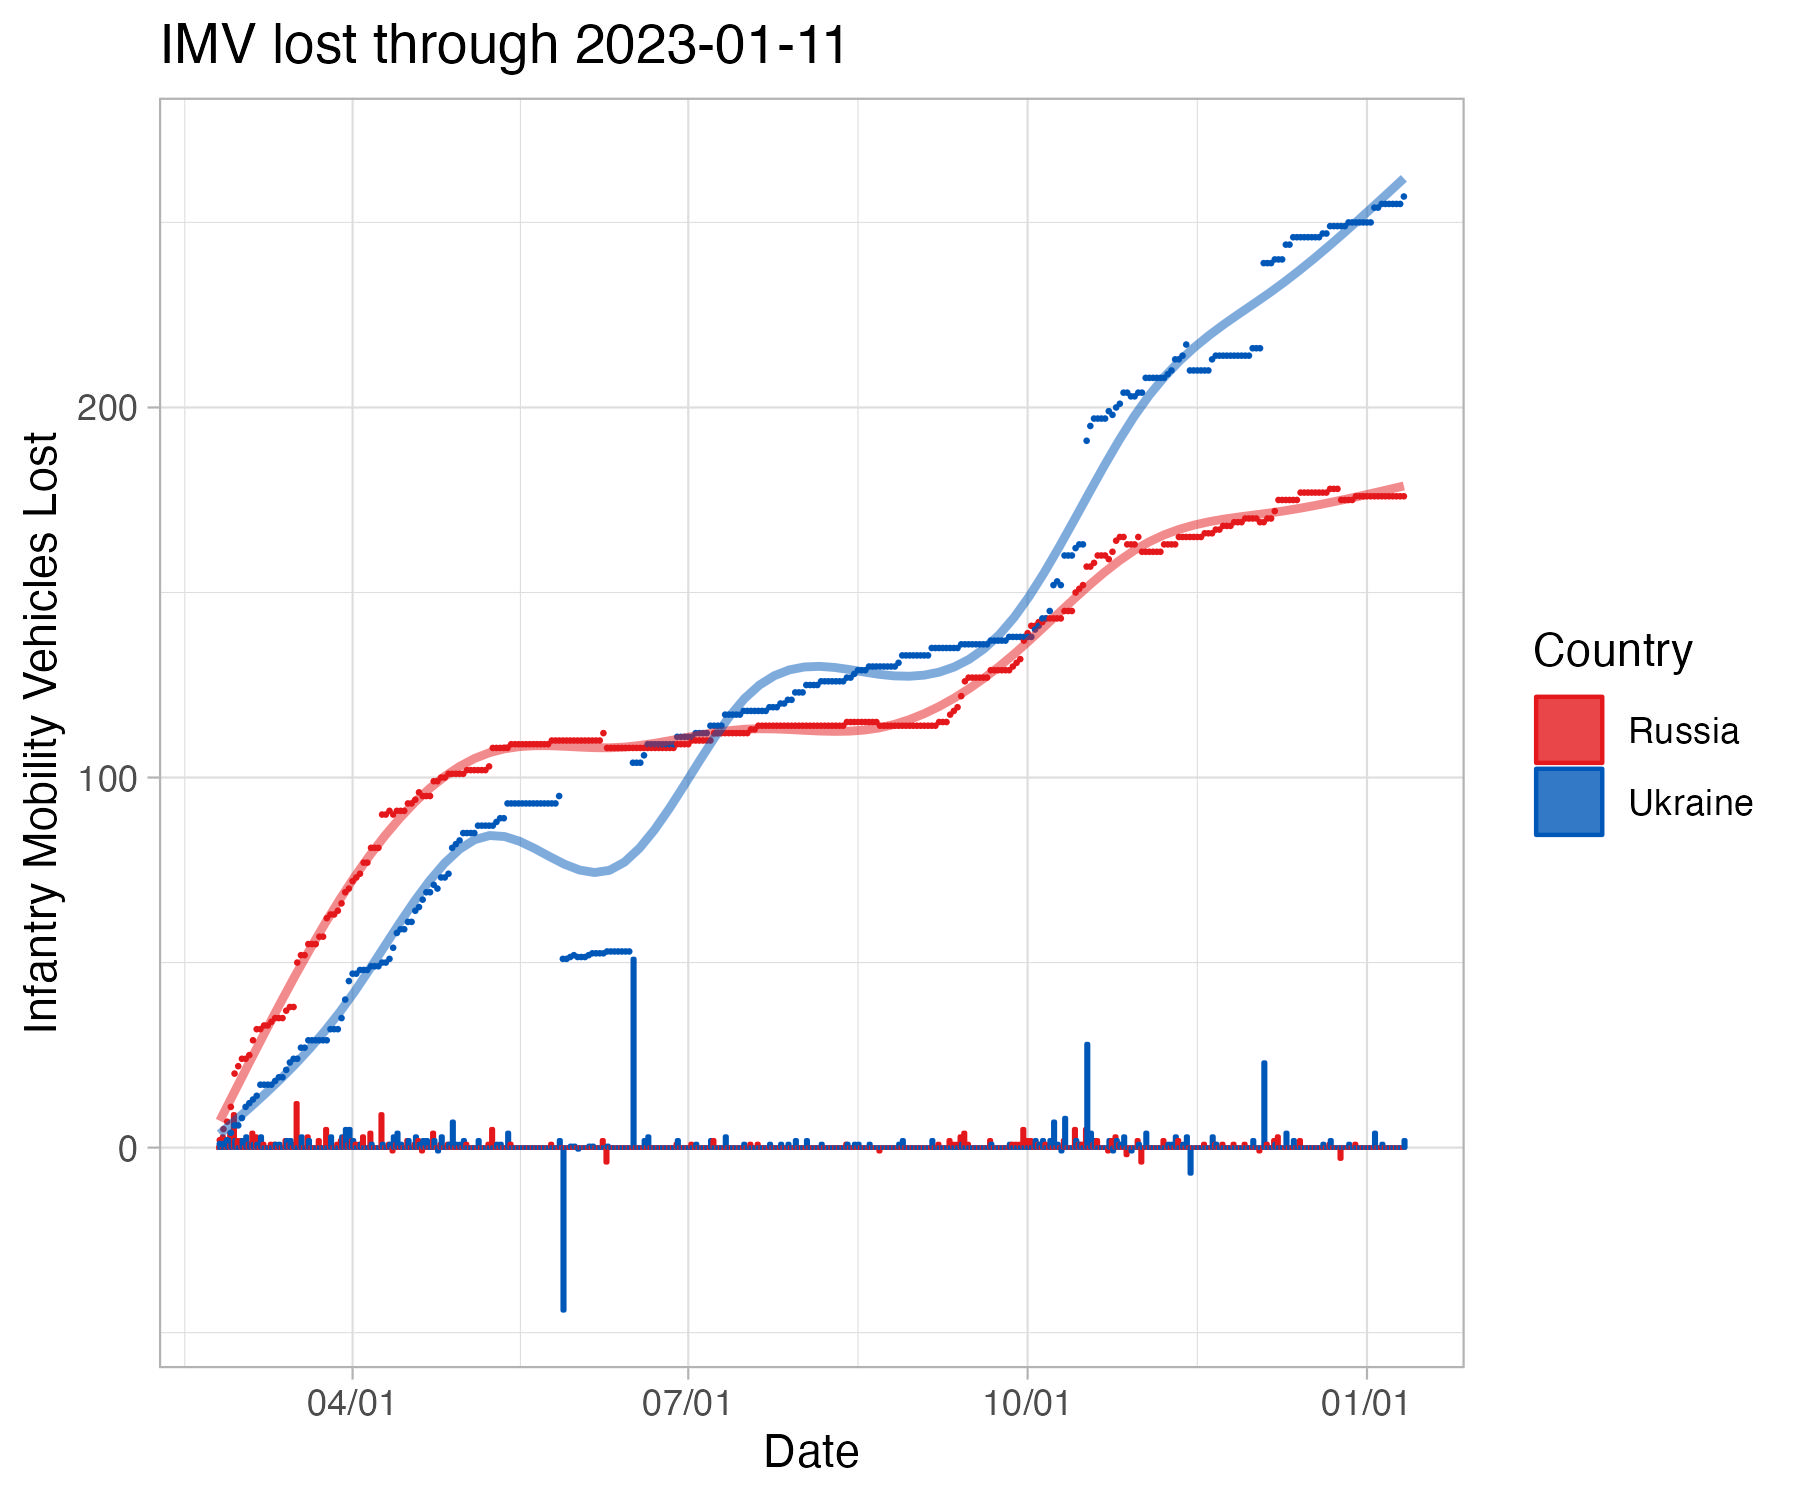 IMV lost through 2023-01-11
Infantry Mobility Vehicles Lost
200
100
0
04/01
07/01
10/01
01/01
Date
Country
Russia
Ukraine